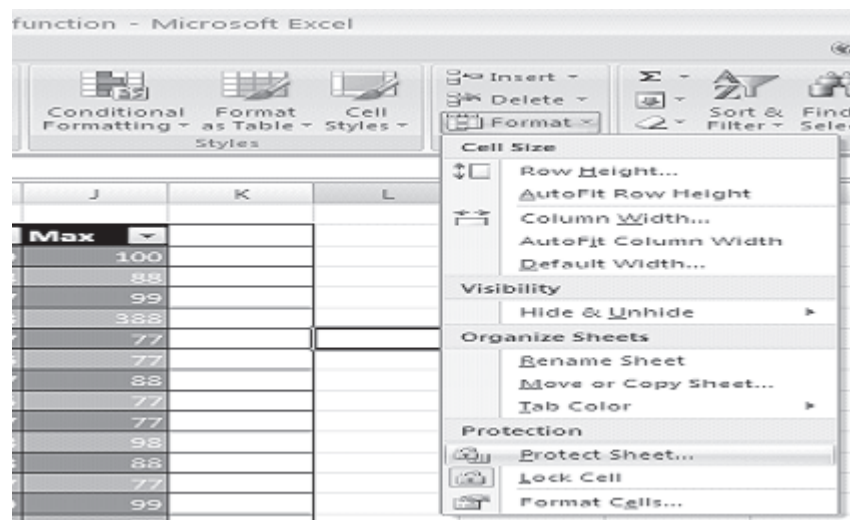 function - Microsoft Excel
Conditional Formatting
Format as Table
Cell Styles
Styles
Insert
Delete
Format
Sort & Filter
Find
Sele
Cell Size
Row Height...
AutoFit Row Height
Column Width...
AutoFit Column Width
Default Width...
Visibility
Hide & Unhide
Organize Sheets
Rename Sheet
Move or Copy Sheet...
Tab Color
Protection
Protect Sheet...
Lock Cell
Format Cells...
J K L
Max
100
88
99
388
77
77
88
77
77
98
88
77
99